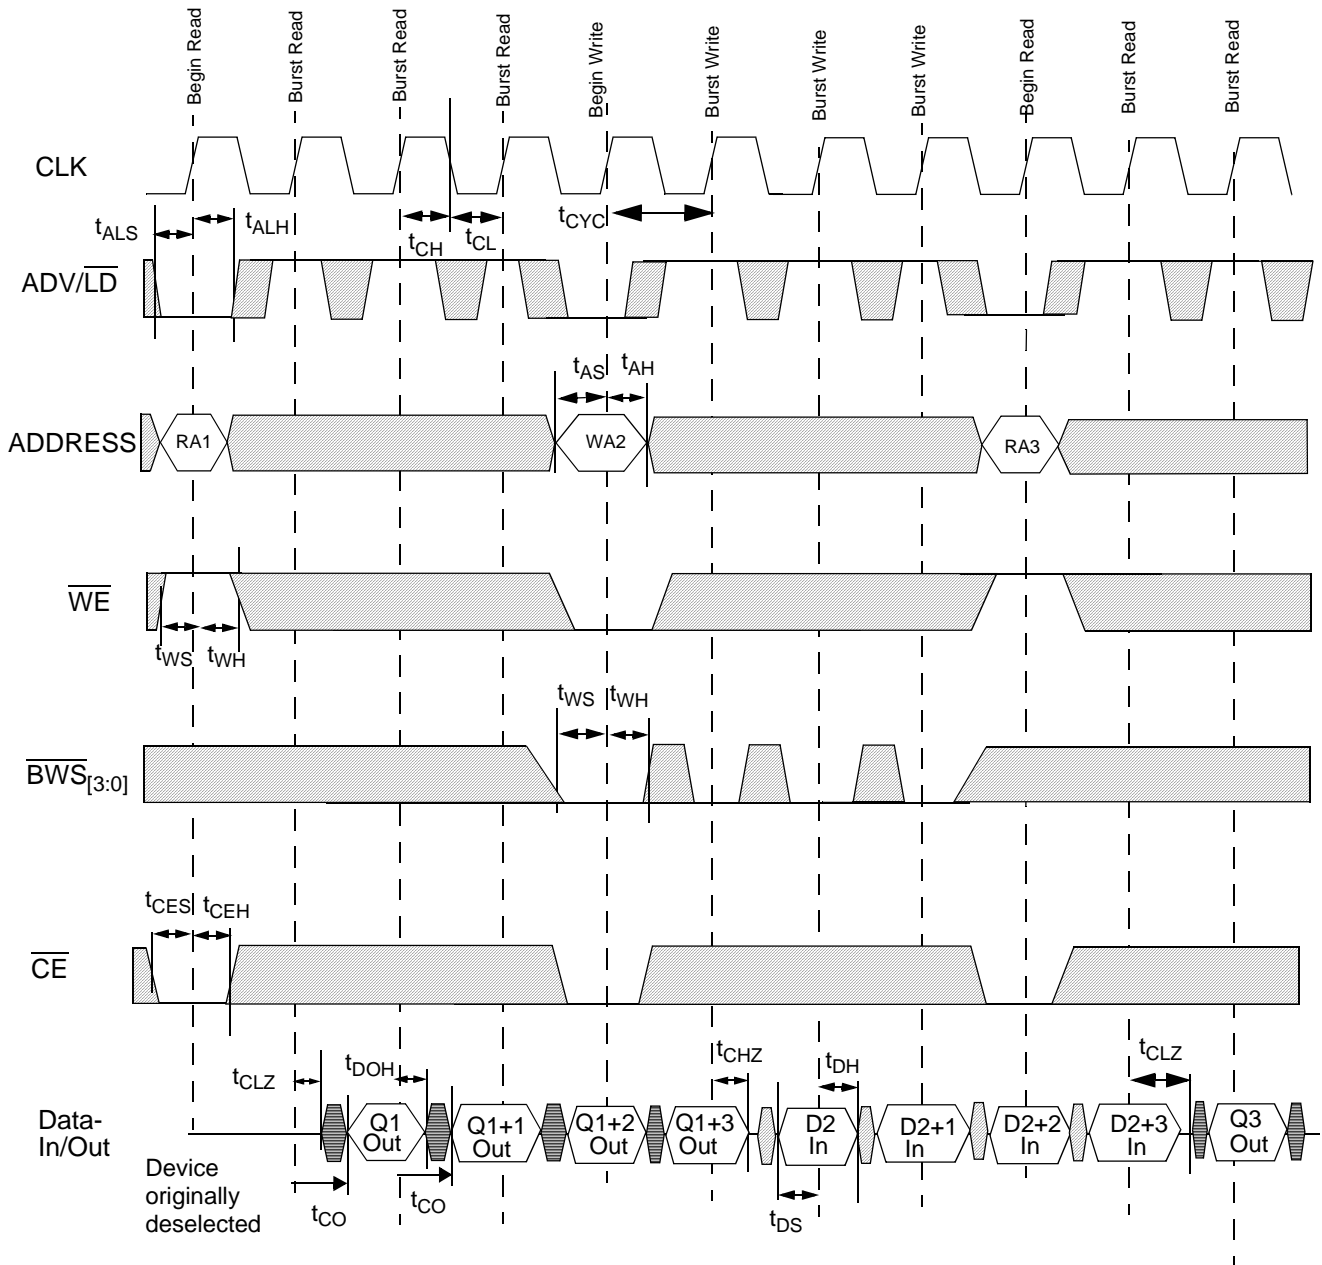 Begin Read
Burst Read
Burst Read
Burst Read
Begin Write
Burst Write
Burst Write
Burst Write
Begin Read
Burst Read
Burst Read
CLK
tALS
tALH
tCH
tCL
tCYC
ADV/LD
tAS
tAH
ADDRESS
RA1
WA2
RA3
WE
tWS
tWH
tWS
tWH
BWS[3:0]
tCES
tCEH
CE
tCLZ
tDOH
tCHZ
tDH
tCLZ
Data-
In/Out
Q1
Out
Q1+1
Out
Q1+2
Out
Q1+3
Out
D2
In
D2+1
In
D2+2
In
D2+3
In
Q3
Out
Device
originally
deselected
tCO
tCO
tDS